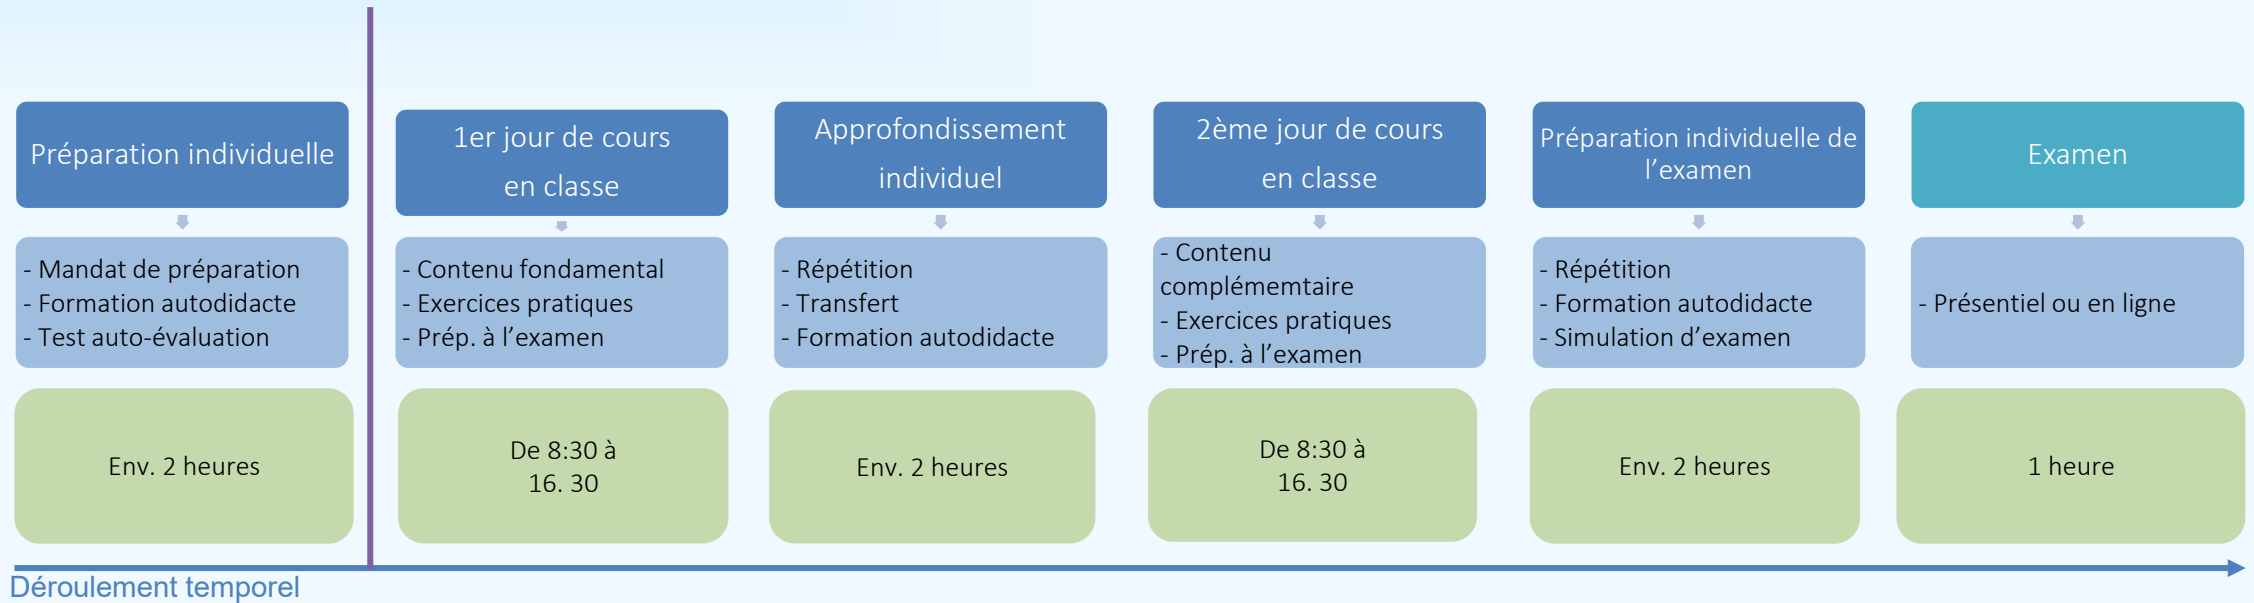 Préparation individuelle
1er jour de cours
en classe
Approfondissement
individuel
2ème jour de cours
en classe
Préparation individuelle de
l’examen
Examen
- Mandat de préparation
- Formation autodidacte
- Test auto-évaluation
- Contenu fondamental
- Exercices pratiques
- Prép. à l’examen
- Répétition
- Transfert
- Formation autodidacte
- Contenu
complémemtaire
- Exercices pratiques
- Prép. à l’examen
- Répétition
- Formation autodidacte
- Simulation d’examen
- Présentiel ou en ligne
Env. 2 heures
De 8:30 à
16. 30
Env. 2 heures
De 8:30 à
16. 30
Env. 2 heures
1 heure
Déroulement temporel